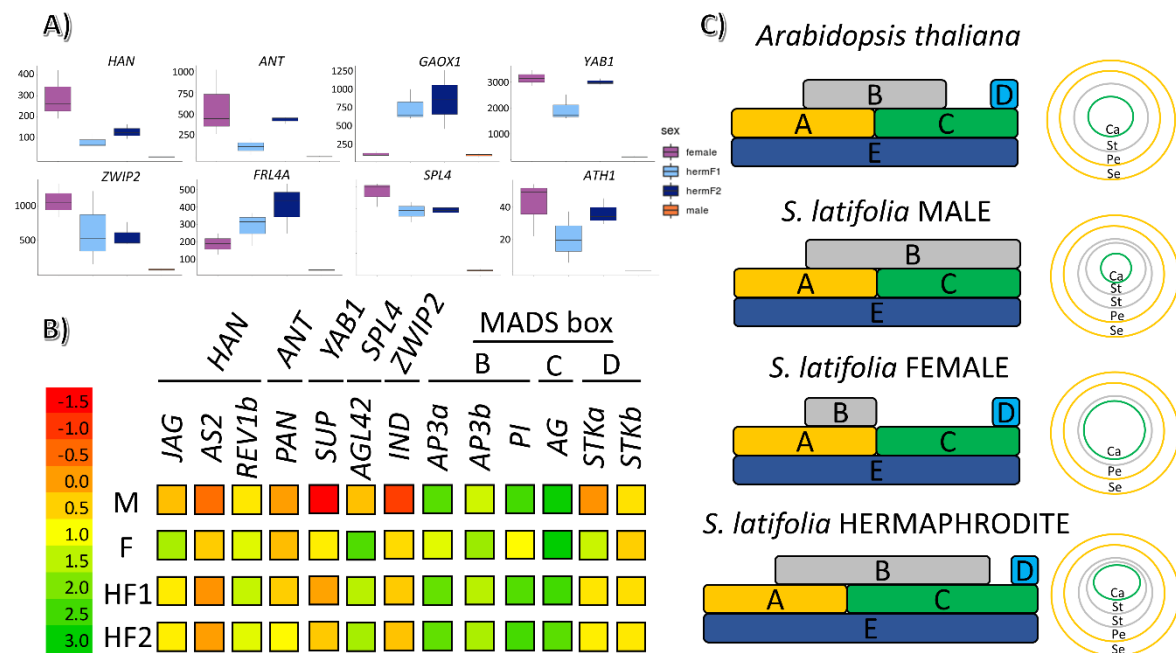 A)
HAN
ANT
GAOX1
YAB1
400
300
200
100
1000
750
500
250
1250
1000
750
500
250
3000
2000
1000
ZWIP2
FRL4A
SPL4
ATH1
1000
500
500
400
300
200
100
300
200
100
40
20
sex
female
hermF1
hermF2
male
B)
HAN
ANT
YAB1
SPL4
ZWIP2
MADS box
B
C
D
JAG
AS2
REV1b
PAN
SUP
AGL42
IND
AP3a
AP3b
PI
AG
STKa
STKb
-1.5
-1.0
-0.5
0.0
0.5
1.0
1.5
2.0
2.5
3.0
M
F
HF1
HF2
C)
Arabidopsis thaliana
B D
A C
E
Ca
St
Pe
Se
S. latifolia MALE
B
A C
E
Ca
St
St
Pe
Se
S. latifolia FEMALE
B D
A C
E
Ca
Pe
Se
S. latifolia HERMAPHRODITE
B D
A C
E
Ca
St
St
Pe
Se